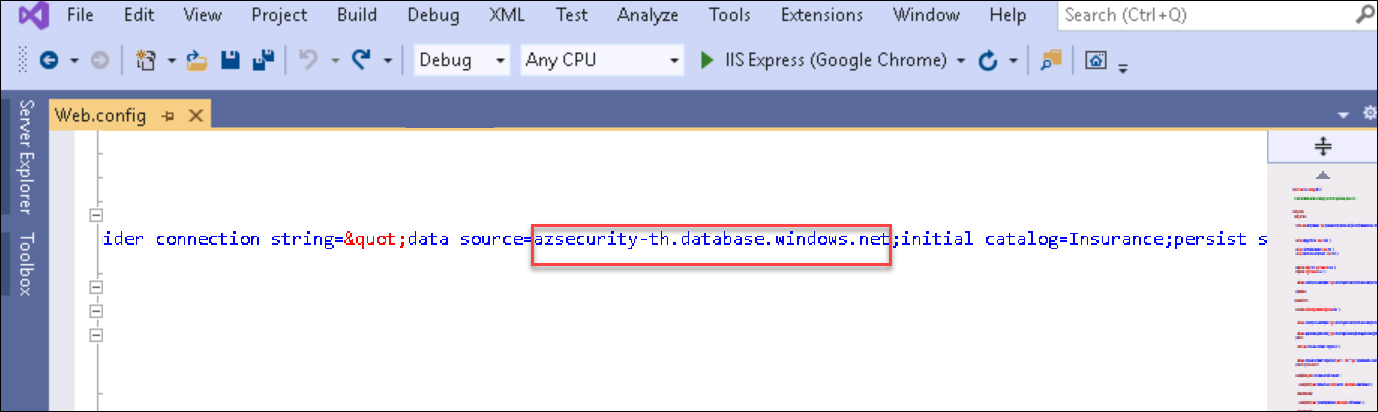 File Edit View Project Build Debug XML Test Analyze Tools Extensions Window Help Search (Ctrl+Q)
Debug Any CPU IIS Express (Google Chrome)
Server Explorer
Toolbox
Web.config
ider connection string=&quot;data source=azsecurity-th.database.windows.net;initial catalog=Insurance;persist s